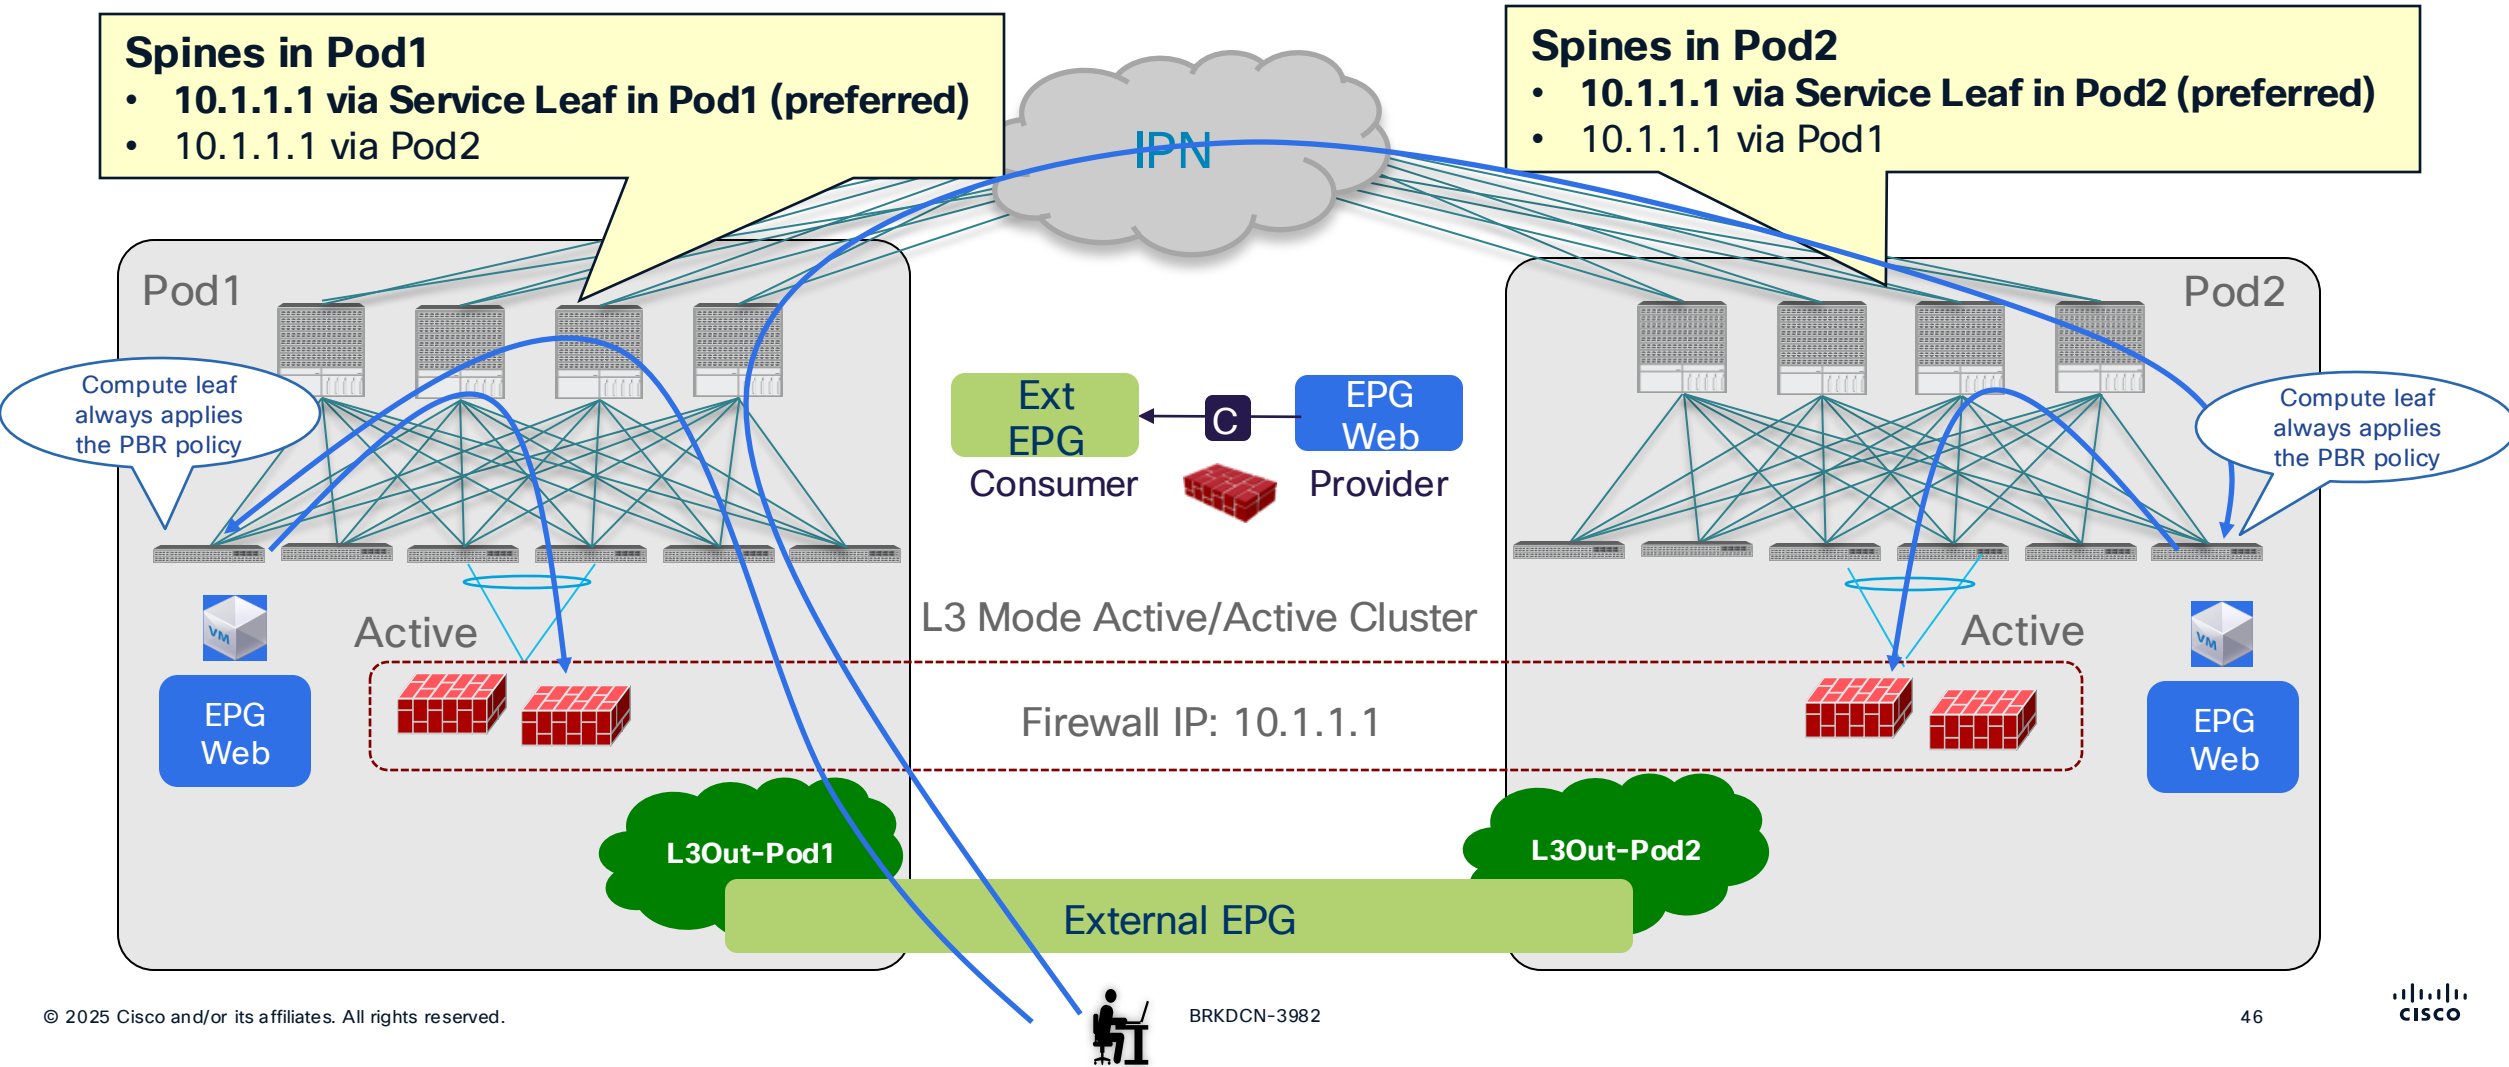 Spines in Pod1
• 10.1.1.1 via Service Leaf in Pod1 (preferred)
• 10.1.1.1 via Pod2
Spines in Pod2
• 10.1.1.1 via Service Leaf in Pod2 (preferred)
• 10.1.1.1 via Pod1
IPN
Pod1
Pod2
Compute leaf
always applies
the PBR policy
Ext
EPG
Consumer
C
EPG
Web
Provider
Compute leaf
always applies
the PBR policy
L3 Mode Active/Active Cluster
Active
Active
VM
VM
EPG
Web
Firewall IP: 10.1.1.1
EPG
Web
L3Out-Pod1
L3Out-Pod2
External EPG
© 2025 Cisco and/or its affiliates. All rights reserved.
BRKDCN-3982
46
CISCO